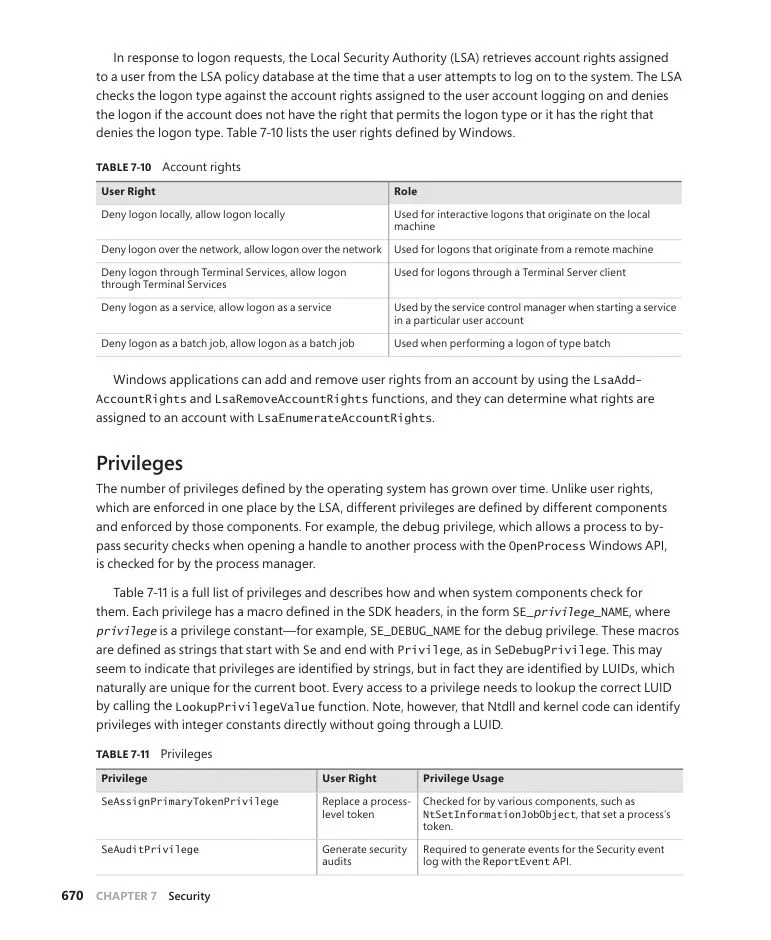 In response to logon requests, the Local Security Authority (LSA) retrieves account rights assigned
to a user from the LSA policy database at the time that a user attempts to log on to the system. The LSA
checks the logon type against the account rights assigned to the user account logging on and denies
the logon if the account does not have the right that permits the logon type or it has the right that
denies the logon type. Table 7-10 lists the user rights defined by Windows.
TABLE 7-10 Account rights
User Right Role
Deny logon locally, allow logon locally Used for interactive logons that originate on the local
machine
Deny logon over the network, allow logon over the network Used for logons that originate from a remote machine
Deny logon through Terminal Services, allow logon Used for logons through a Terminal Server client
through Terminal Services
Deny logon as a service, allow logon as a service Used by the service control manager when starting a service
in a particular user account
Deny logon as a batch job, allow logon as a batch job Used when performing a logon of type batch
Windows applications can add and remove user rights from an account by using the LsaAdd-
AccountRights and LsaRemoveAccountRights functions, and they can determine what rights are
assigned to an account with LsaEnumerateAccountRights.
Privileges
The number of privileges defined by the operating system has grown over time. Unlike user rights,
which are enforced in one place by the LSA, different privileges are defined by different components
and enforced by those components. For example, the debug privilege, which allows a process to by-
pass security checks when opening a handle to another process with the OpenProcess Windows API,
is checked for by the process manager.
Table 7-11 is a full list of privileges and describes how and when system components check for
them. Each privilege has a macro defined in the SDK headers, in the form SE_privilege_NAME, where
privilege is a privilege constant—for example, SE_DEBUG_NAME for the debug privilege. These macros
are defined as strings that start with Se and end with Privilege, as in SeDebugPrivilege. This may
seem to indicate that privileges are identified by strings, but in fact they are identified by LUIDs, which
naturally are unique for the current boot. Every access to a privilege needs to lookup the correct LUID
by calling the LookupPrivilegeValue function. Note, however, that Ntdll and kernel code can identify
privileges with integer constants directly without going through a LUID.
TABLE 7-11 Privileges
Privilege User Right Privilege Usage
SeAssignPrimaryTokenPrivilege Replace a process- Checked for by various components, such as
level token NtSetInformationJobObject, that set a process's
token.
SeAuditPrivilege Generate security Required to generate events for the Security event
audits log with the ReportEvent API.
670 CHAPTER 7 Security